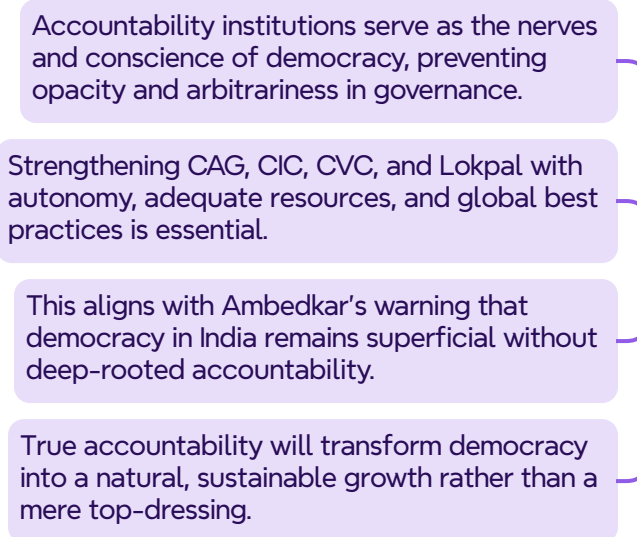 Accountability institutions serve as the nerves
and conscience of democracy, preventing
opacity and arbitrariness in governance.
Strengthening CAG, CIC, CVC, and Lokpal with
autonomy, adequate resources, and global best
practices is essential.
This aligns with Ambedkar's warning that
democracy in India remains superficial without
deep-rooted accountability.
True accountability will transform democracy
into a natural, sustainable growth rather than a
mere top-dressing.